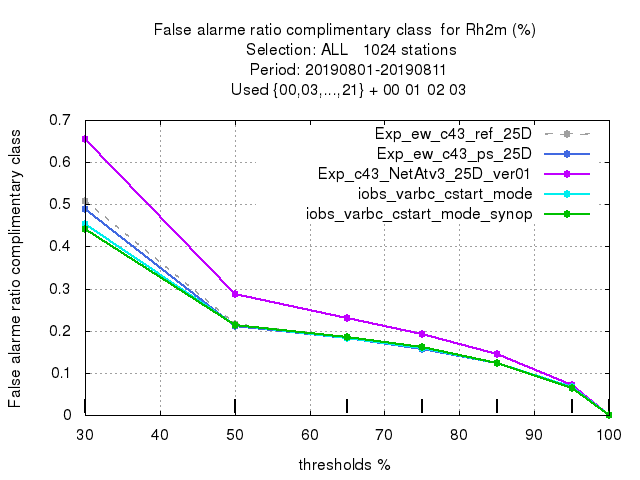 False alarme ratio complimentary class  for Rh2m (%)
Selection: ALL   1024 stations
Period: 20190801-20190811
Used {00,03,...,21} + 00 01 02 03
False alarme ratio complimentary class
0.7
0.6
0.5
0.4
0.3
0.2
0.1
0
Exp_ew_c43_ref_25D
Exp_ew_c43_ps_25D
Exp_c43_NetAtv3_25D_ver01
iobs_varbc_cstart_mode
iobs_varbc_cstart_mode_synop
30 40 50 60 70 80 90 100
thresholds %